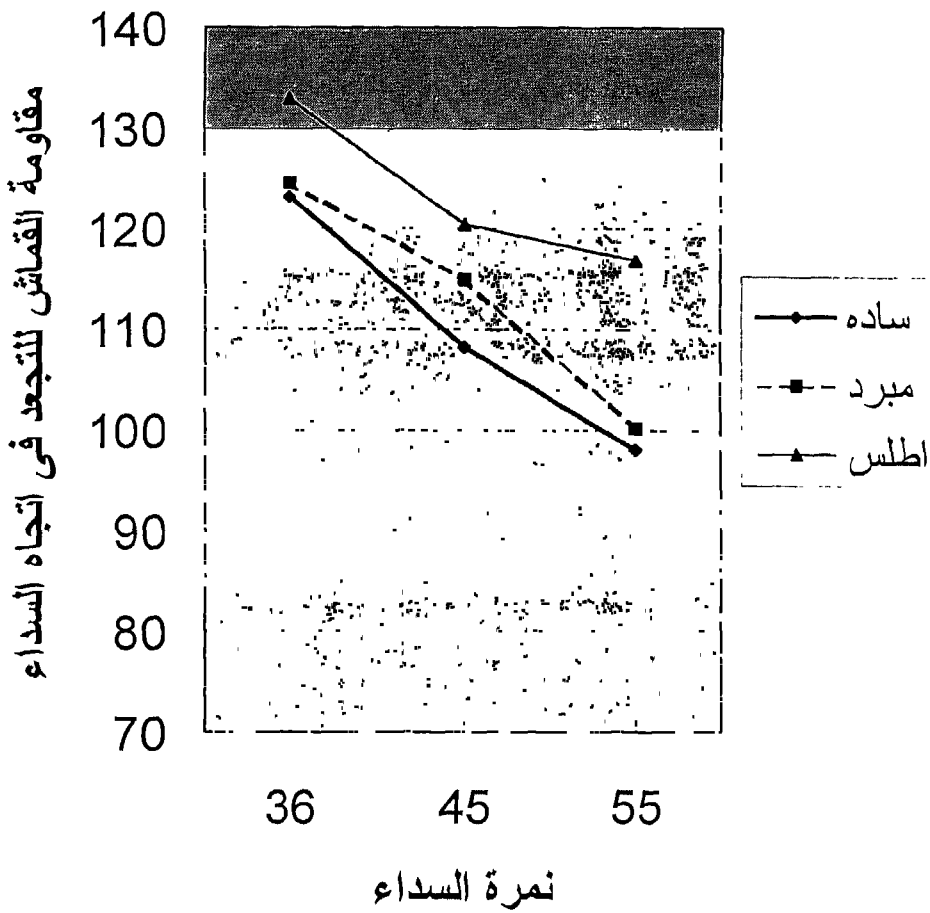 مقاومة القماش للتجعد فى اتجاه السداء
140
130
120
110
100
90
80
70
36 45 55
نمرة السداء
ساده
مبرد
اطلس